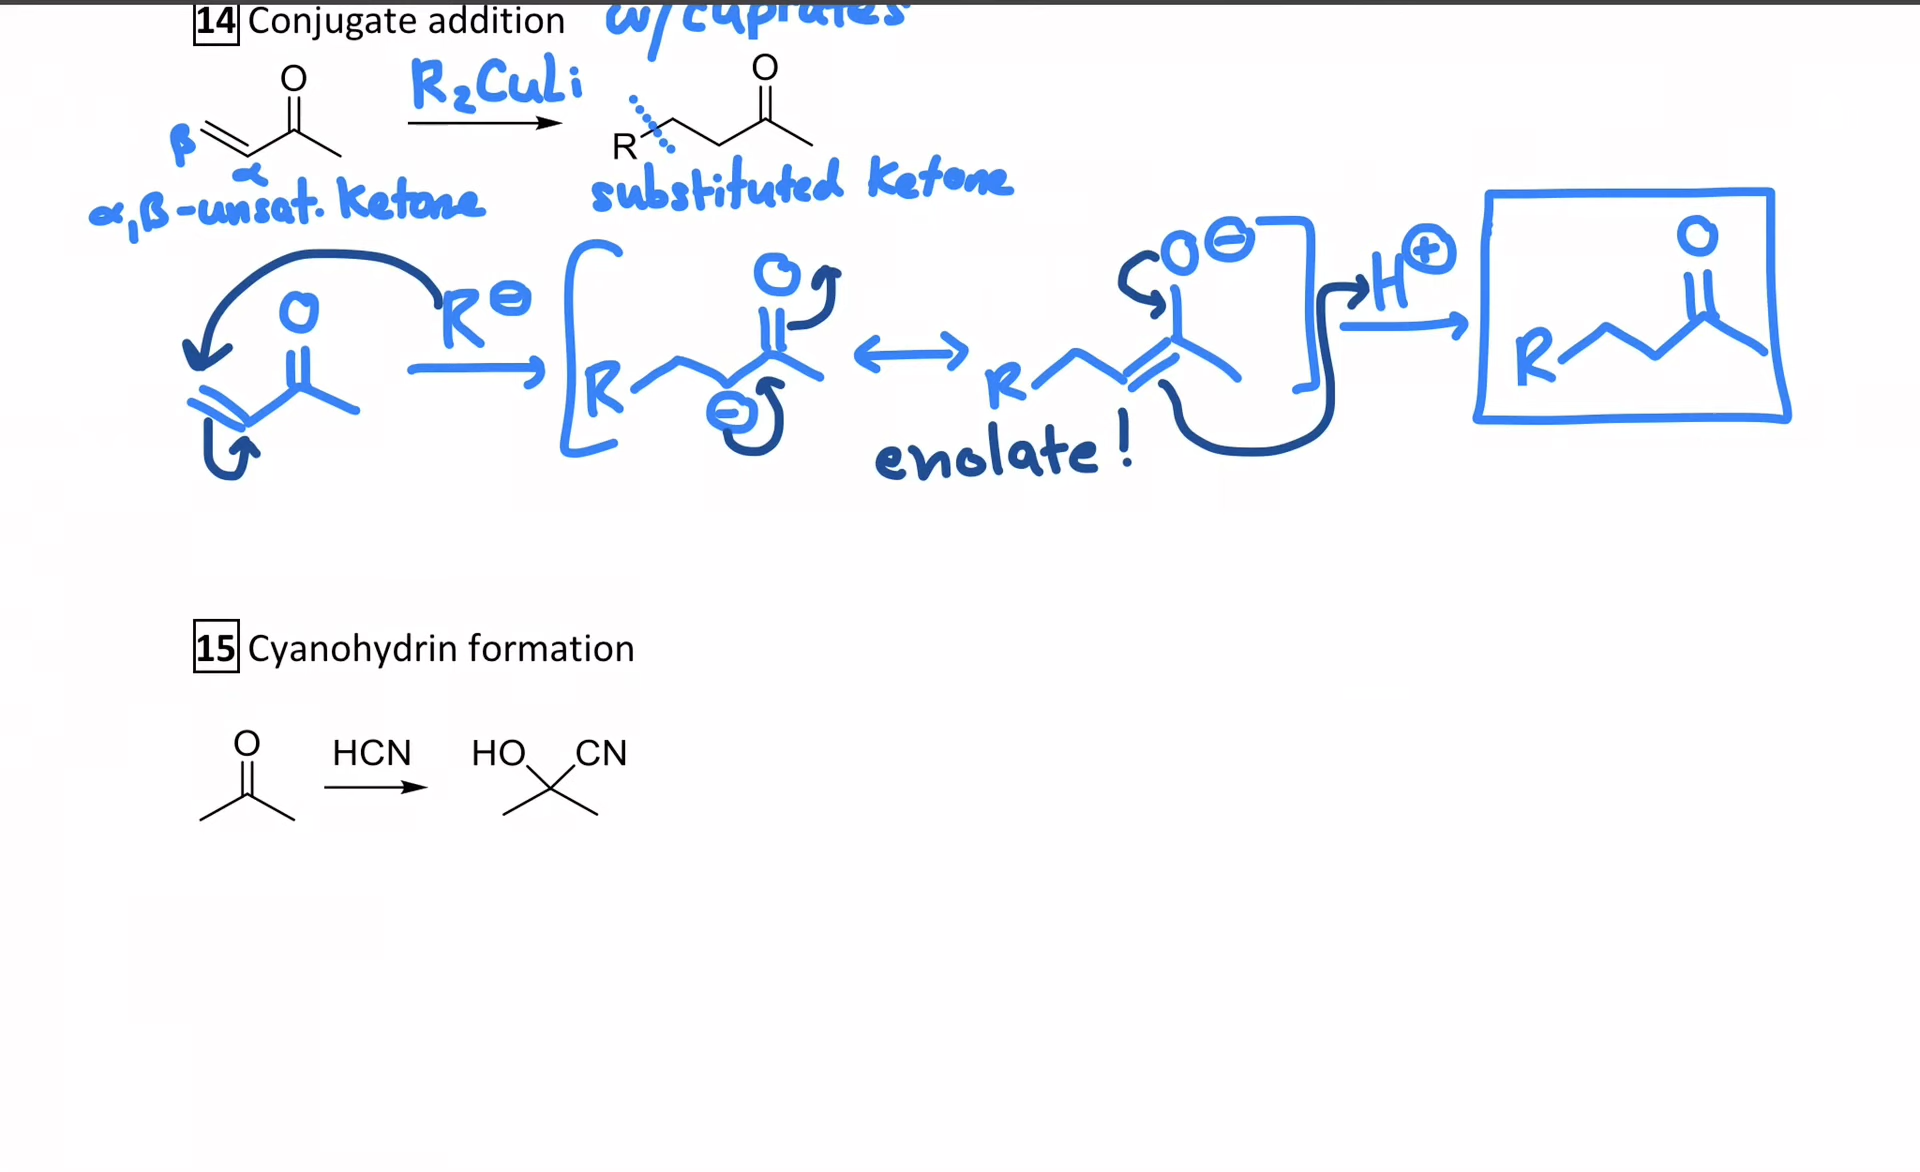 14 Conjugate addition w/cuprates
O R₂CuLi O
β R
α
α,β-unsat. Ketone substituted Ketone
O R⊖ O O⊖ H⊕ O
R ⊖ R R
enolate!
15 Cyanohydrin formation
O HCN HO CN